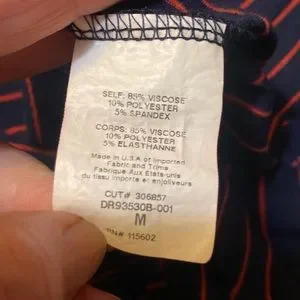 SELF: 85% VISCOSE
10% POLYESTER
5% SPANDEX
CORPS: 85% VISCOSE
10% POLYESTER
5% ELASTHANNE
Made in U.S.A of Imported
Fabric and Trims
Fabrique Aux Etats-unis
du tissu importe et enjoliveurs
CUT# 306857
DR93530B-001
M
RN# 115602